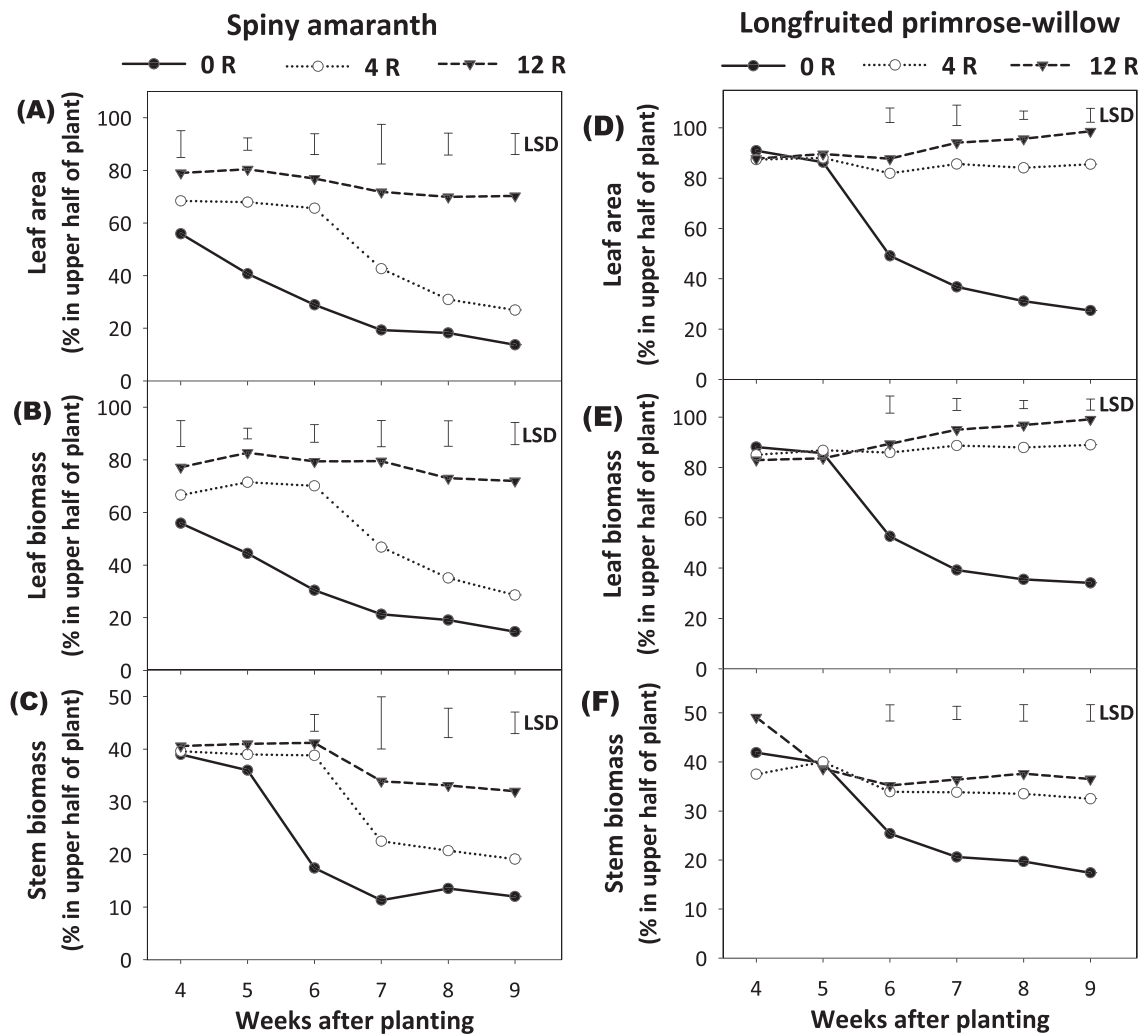 Spiny amaranth
0 R 4 R 12 R
(A)
Leaf area
(% in upper half of plant)
100
80
60
40
20
0
LSD
(B)
Leaf biomass
(% in upper half of plant)
100
80
60
40
20
0
LSD
(C)
Stem biomass
(% in upper half of plant)
50
40
30
20
10
0
LSD
4 5 6 7 8 9
Weeks after planting
Longfruited primrose-willow
0 R 4 R 12 R
(D)
Leaf area
(% in upper half of plant)
100
80
60
40
20
0
LSD
(E)
Leaf biomass
(% in upper half of plant)
100
80
60
40
20
0
LSD
(F)
Stem biomass
(% in upper half of plant)
50
40
30
20
10
0
LSD
4 5 6 7 8 9
Weeks after planting